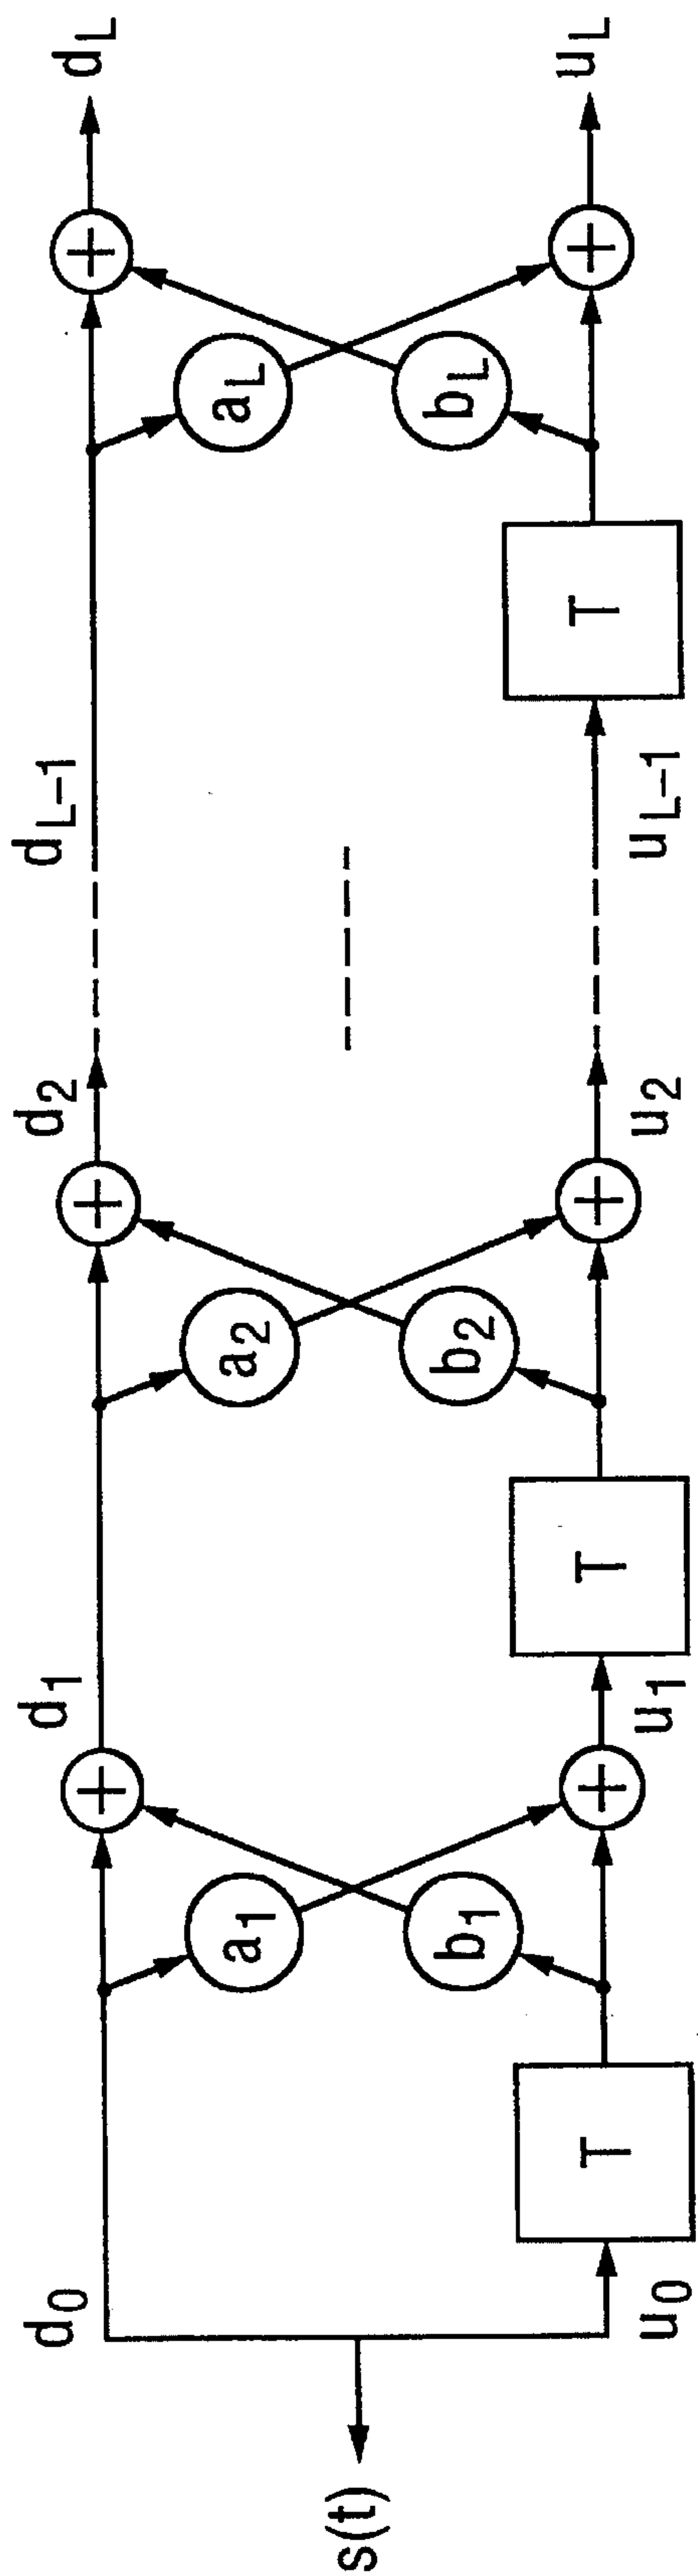 s(t)
d₀
u₀
T
a₁
b₁
+
+
d₁
u₁
T
a₂
b₂
+
+
d₂
u₂
d_{L-1}
u_{L-1}
T
a_L
b_L
+
+
d_L
u_L